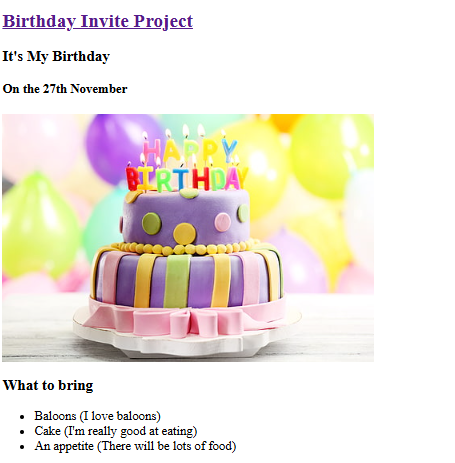 Birthday Invite Project
It's My Birthday
On the 27th November
HAPPY
BIRTHDAY
What to bring
Baloons (I love baloons)
Cake (I'm really good at eating)
An appetite (There will be lots of food)